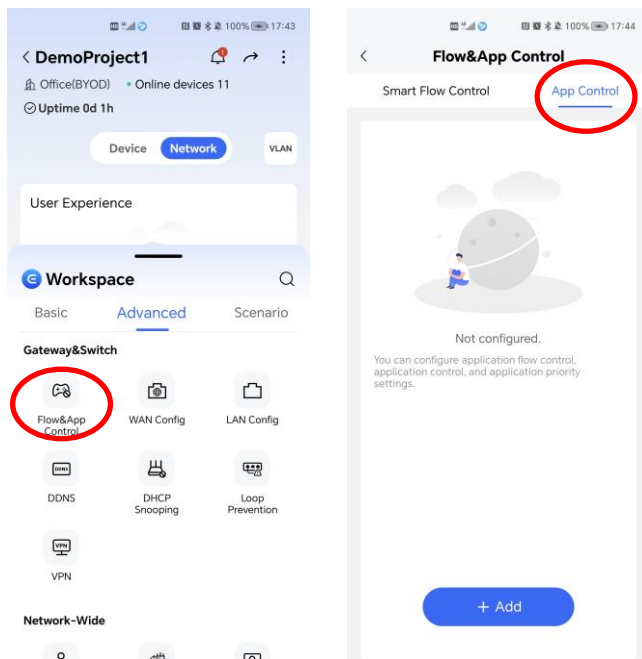 100% 17:43
DemoProject1
Office(BYOD) • Online devices 11
Uptime 0d 1h
Device Network VLAN
User Experience
Workspace
Basic Advanced Scenario
Gateway&Switch
Flow&App
Control
WAN Config
LAN Config
DDNS
DDNS
DHCP
Snooping
Loop
Prevention
VPN
VPN
Network-Wide
100% 17:44
Flow&App Control
Smart Flow Control App Control
Not configured.
You can configure application flow control,
application control, and application priority
settings.
+ Add